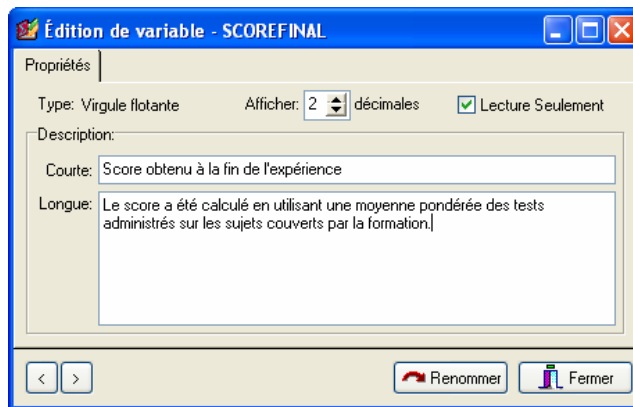 Édition de variable - SCOREFINAL
Propriétés
Type: Virgule flotante Afficher: 2 décimales Lecture Seulement
Description:
Courte: Score obtenu à la fin de l'expérience
Longue: Le score a été calculé en utilisant une moyenne pondérée des tests
administrés sur les sujets couverts par la formation.
< > Renommer Fermer